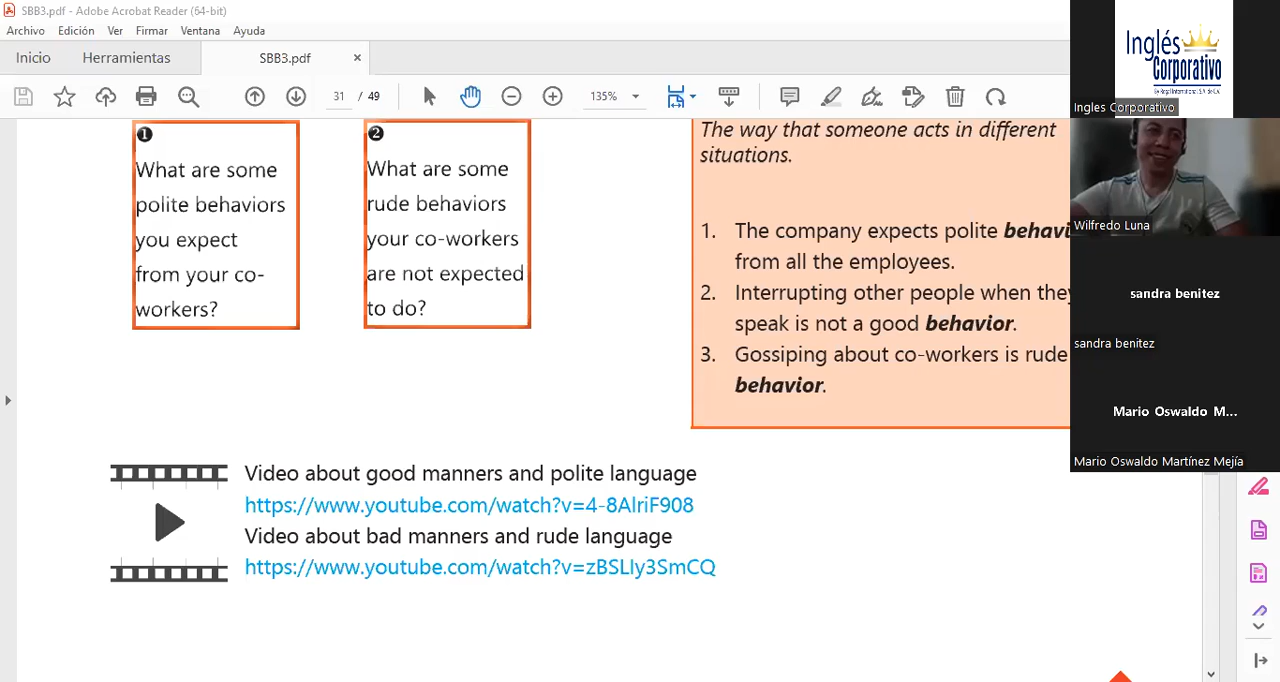 SBB3.pdf - Adobe Acrobat Reader (64-bit)
Archivo Edición Ver Firmar Ventana Ayuda
Inicio Herramientas SBB3.pdf ×
31 / 49 135%
1
What are some
polite behaviors
you expect
from your co-
workers?
2
What are some
rude behaviors
your co-workers
are not expected
to do?
The way that someone acts in different
situations.
1. The company expects polite behavi
from all the employees.
2. Interrupting other people when they
speak is not a good behavior.
3. Gossiping about co-workers is rude
behavior.
Video about good manners and polite language
https://www.youtube.com/watch?v=4-8AlriF908
Video about bad manners and rude language
https://www.youtube.com/watch?v=zBSLIy3SmCQ
Inglés
Corporativo
Ingles Corporativo
Wilfredo Luna
sandra benitez
sandra benitez
Mario Oswaldo M...
Mario Oswaldo Martínez Mejía